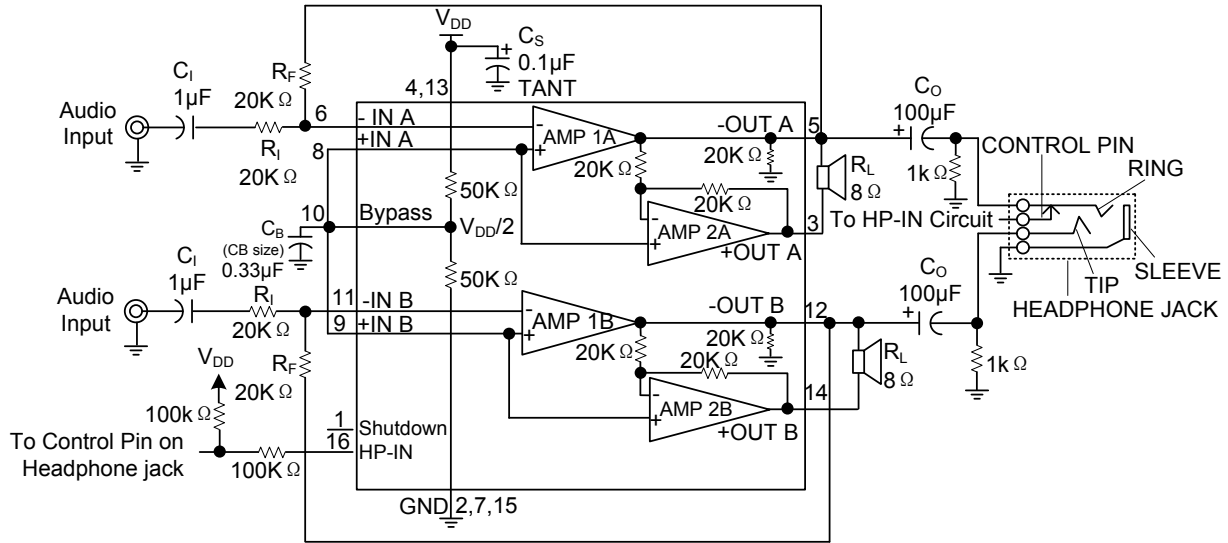 V_DD
C_S
0.1µF
TANT
4,13
C_I
1µF
R_F
20K Ω
Audio
Input
R_I
20K Ω
6
- IN A
+IN A
8
AMP 1A
20K Ω
-OUT A
20K Ω
5
C_O
100µF
+
1k Ω
CONTROL PIN
RING
R_L
8 Ω
To HP-IN Circuit
TIP
SLEEVE
HEADPHONE JACK
50K Ω
20K Ω
AMP 2A
+OUT A
3
10
Bypass
V_DD/2
C_B
(CB size)
0.33µF
50K Ω
C_I
1µF
Audio
Input
R_I
20K Ω
11
-IN B
9
+IN B
AMP 1B
20K Ω
-OUT B
20K Ω
12
C_O
100µF
+
1k Ω
R_L
8 Ω
20K Ω
AMP 2B
+OUT B
14
V_DD
R_F
20K Ω
100k Ω
To Control Pin on
Headphone jack
100K Ω
1
Shutdown
16
HP-IN
GND 2,7,15